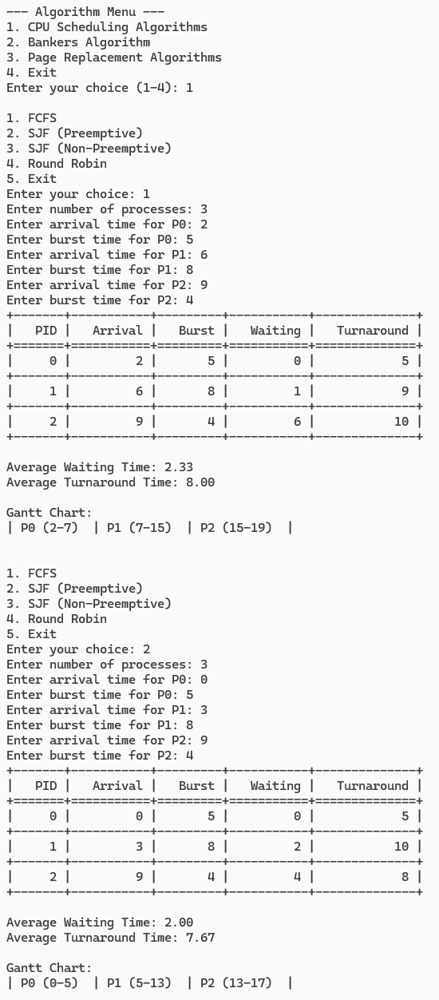 --- Algorithm Menu ---
1. CPU Scheduling Algorithms
2. Bankers Algorithm
3. Page Replacement Algorithms
4. Exit
Enter your choice (1-4): 1

1. FCFS
2. SJF (Preemptive)
3. SJF (Non-Preemptive)
4. Round Robin
5. Exit
Enter your choice: 1
Enter number of processes: 3
Enter arrival time for P0: 2
Enter burst time for P0: 5
Enter arrival time for P1: 6
Enter burst time for P1: 8
Enter arrival time for P2: 9
Enter burst time for P2: 4
+-------+-----------+---------+-----------+--------------+
|   PID |   Arrival |   Burst |   Waiting |   Turnaround |
+=======+===========+=========+===========+==============+
|     0 |         2 |       5 |         0 |            5 |
+-------+-----------+---------+-----------+--------------+
|     1 |         6 |       8 |         1 |            9 |
+-------+-----------+---------+-----------+--------------+
|     2 |         9 |       4 |         6 |           10 |
+-------+-----------+---------+-----------+--------------+

Average Waiting Time: 2.33
Average Turnaround Time: 8.00

Gantt Chart:
| P0 (2-7)  | P1 (7-15)  | P2 (15-19)  |


1. FCFS
2. SJF (Preemptive)
3. SJF (Non-Preemptive)
4. Round Robin
5. Exit
Enter your choice: 2
Enter number of processes: 3
Enter arrival time for P0: 0
Enter burst time for P0: 5
Enter arrival time for P1: 3
Enter burst time for P1: 8
Enter arrival time for P2: 9
Enter burst time for P2: 4
+-------+-----------+---------+-----------+--------------+
|   PID |   Arrival |   Burst |   Waiting |   Turnaround |
+=======+===========+=========+===========+==============+
|     0 |         0 |       5 |         0 |            5 |
+-------+-----------+---------+-----------+--------------+
|     1 |         3 |       8 |         2 |           10 |
+-------+-----------+---------+-----------+--------------+
|     2 |         9 |       4 |         4 |            8 |
+-------+-----------+---------+-----------+--------------+

Average Waiting Time: 2.00
Average Turnaround Time: 7.67

Gantt Chart:
| P0 (0-5)  | P1 (5-13)  | P2 (13-17)  |